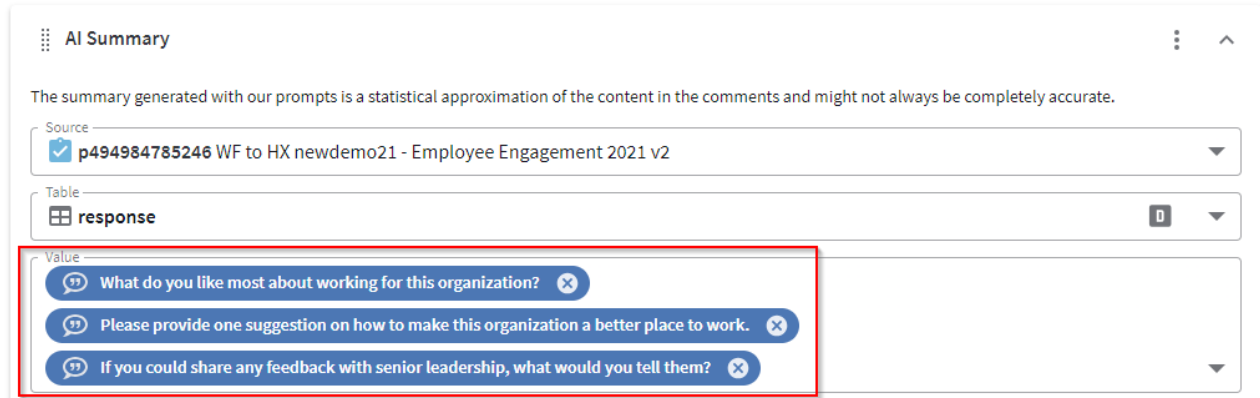 AI Summary
The summary generated with our prompts is a statistical approximation of the content in the comments and might not always be completely accurate.
Source
p494984785246 WF to HX newdemo21 - Employee Engagement 2021 v2
Table
response D
Value
What do you like most about working for this organization?
Please provide one suggestion on how to make this organization a better place to work.
If you could share any feedback with senior leadership, what would you tell them?